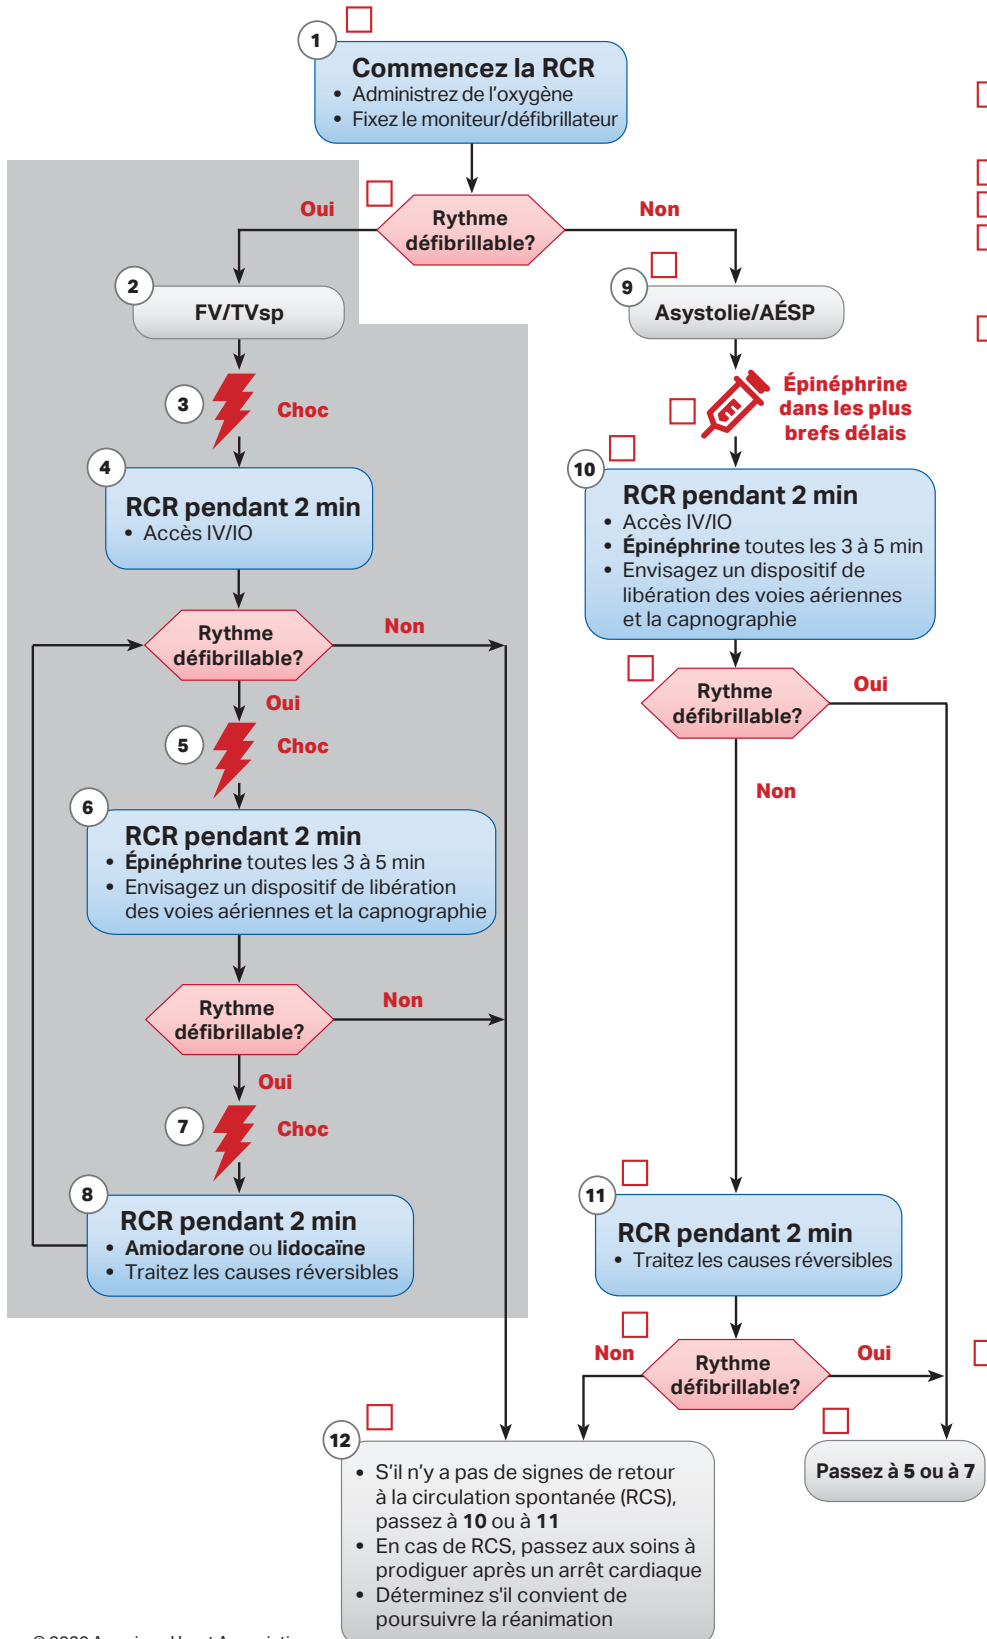 1
Commencez la RCR
• Administrez de l'oxygène
• Fixez le moniteur/défibrillateur
Rythme
défibrillable?
Oui
Non
2
FV/TVsp
3
Choc
4
RCR pendant 2 min
• Accès IV/IO
Rythme
défibrillable?
Non
Oui
5
Choc
6
RCR pendant 2 min
• Épinéphrine toutes les 3 à 5 min
• Envisagez un dispositif de libération
des voies aériennes et la capnographie
Rythme
défibrillable?
Non
Oui
7
Choc
8
RCR pendant 2 min
• Amiodarone ou lidocaïne
• Traitez les causes réversibles
9
Asystolie/AÉSP
Épinéphrine
dans les plus
brefs délais
10
RCR pendant 2 min
• Accès IV/IO
• Épinéphrine toutes les 3 à 5 min
• Envisagez un dispositif de
libération des voies aériennes
et la capnographie
Rythme
défibrillable?
Oui
Non
11
RCR pendant 2 min
• Traitez les causes réversibles
Non
Rythme
défibrillable?
Oui
12
• S'il n'y a pas de signes de retour
à la circulation spontanée (RCS),
passez à 10 ou à 11
• En cas de RCS, passez aux soins à
prodiguer après un arrêt cardiaque
• Déterminez s'il convient de
poursuivre la réanimation
Passez à 5 ou à 7
© 2020 American Heart Association